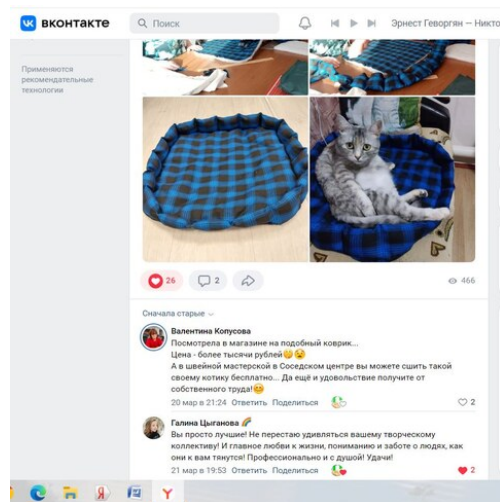 вконтакте
Поиск
Эрнест Геворгян — Никто
Применяются
рекомендательные
технологии
26
2
466
Сначала старые
Валентина Копусова
Посмотрела в магазине на подобный коврик...
Цена - более тысячи рублей
А в швейной мастерской в Соседском центре вы можете сшить такой
своему котику бесплатно... Да ещё и удовольствие получите от
собственного труда!
20 мар в 21:24 Ответить Поделиться
2
Галина Цыганова
Вы просто лучшие! Не перестаю удивляться вашему творческому
коллективу! И главное любви к жизни, пониманию и заботе о людях, как
они к вам тянутся! Профессионально и с душой! Удачи!
21 мар в 19:53 Ответить Поделиться
2